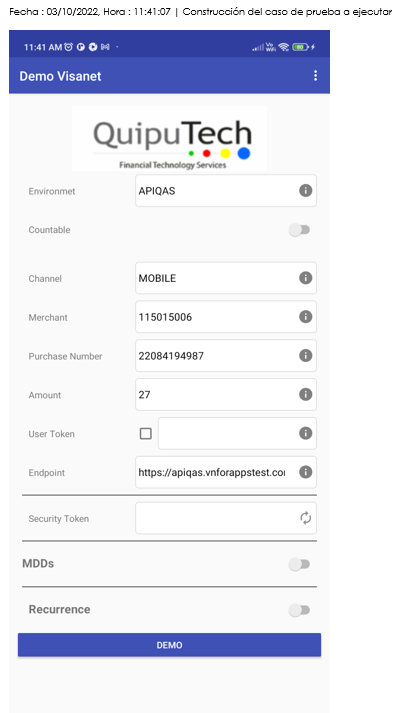 Fecha : 03/10/2022, Hora : 11:41:07 | Construcción del caso de prueba a ejecutar
11:41 AM
Vo
WiFi
Demo Visanet
QuipuTech
Financial Technology Services
Environmet APIQAS
Countable
Channel MOBILE
Merchant 115015006
Purchase Number 22084194987
Amount 27
User Token
Endpoint https://apiqas.vnforappstest.co
Security Token
MDDs
Recurrence
DEMO